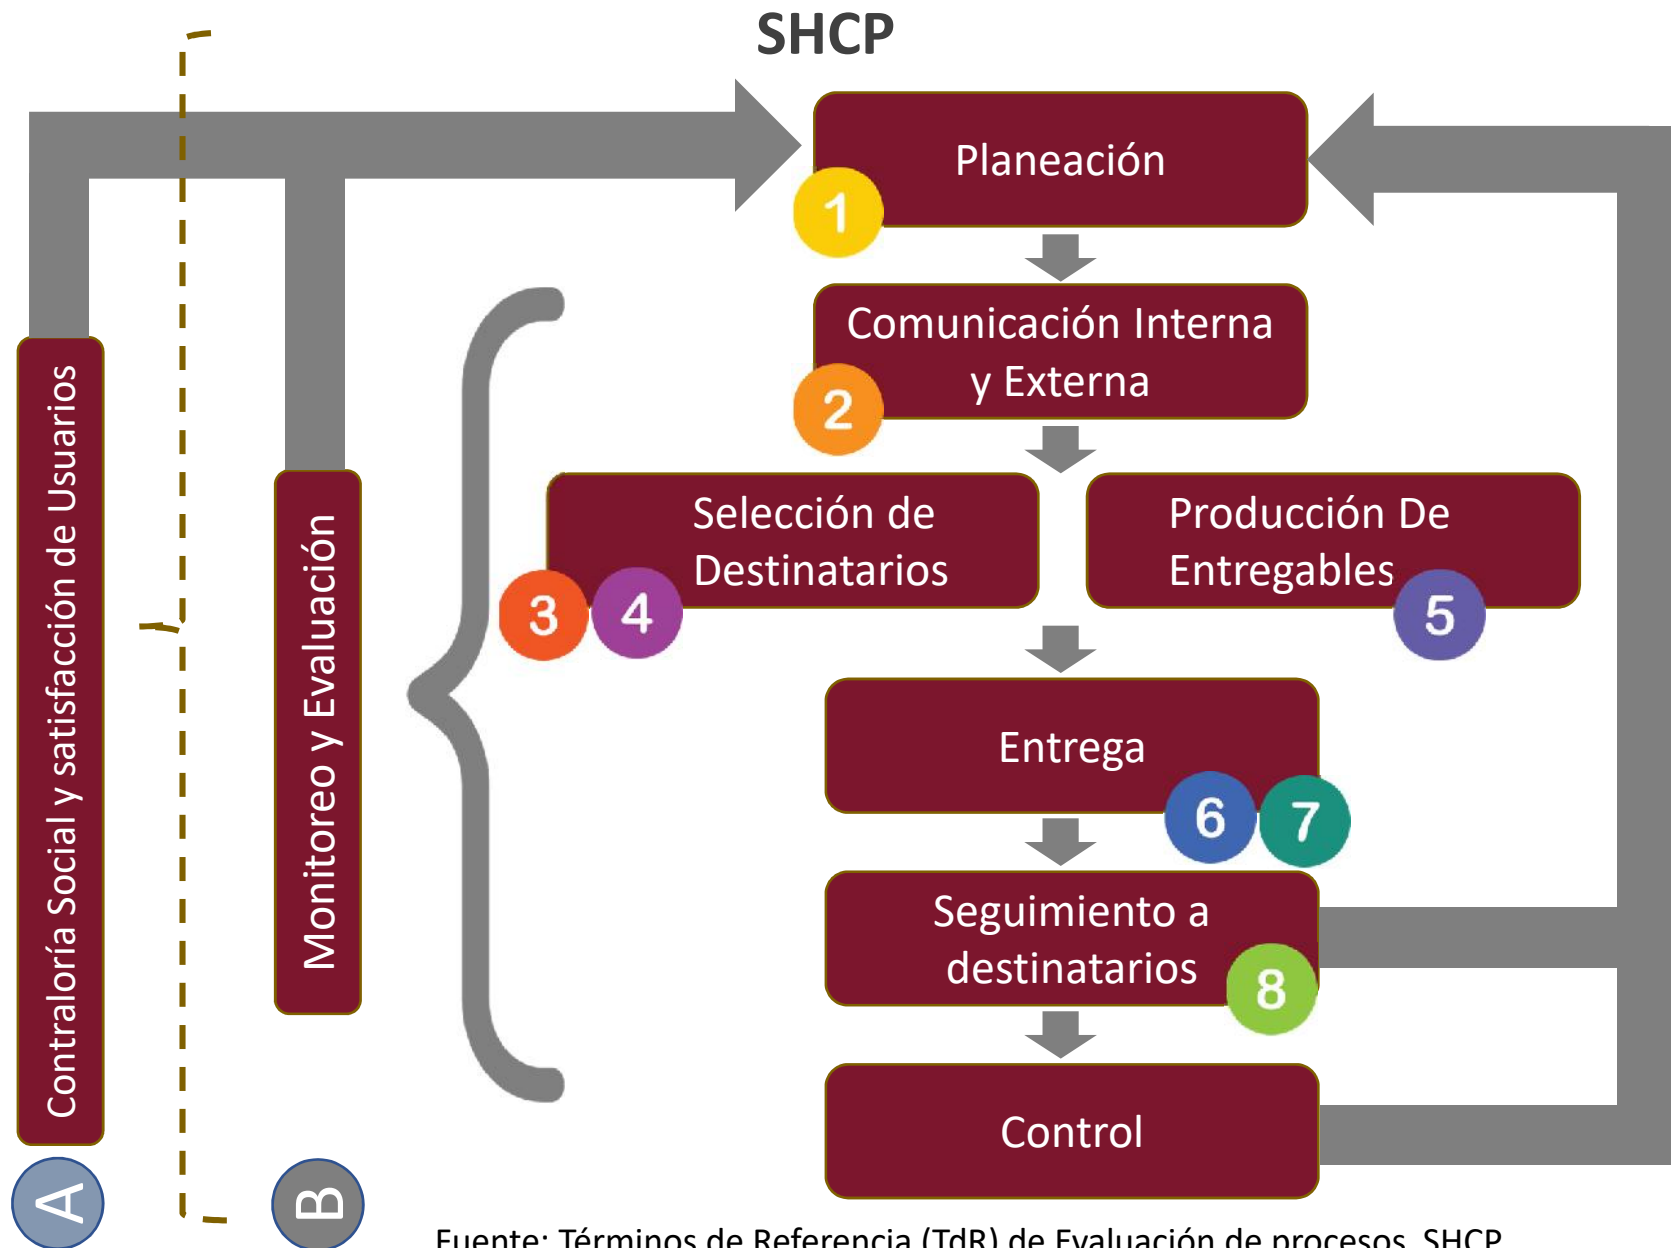 SHCP
Planeación
1
Comunicación Interna
y Externa
2
Selección de
Destinatarios
3
4
Producción De
Entregables
5
Entrega
6
7
Seguimiento a
destinatarios
8
Control
Contraloría Social y satisfacción de Usuarios
A
Monitoreo y Evaluación
B
Fuente: Términos de Referencia (TdR) de Evaluación de procesos, SHCP